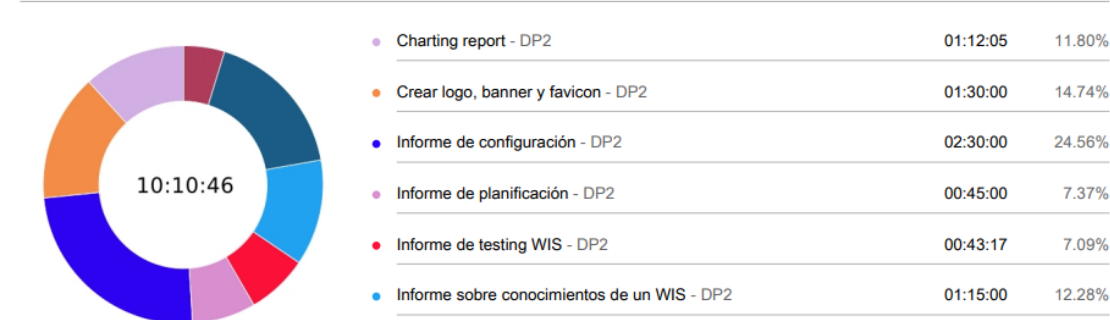 Charting report - DP2 01:12:05 11.80%
Crear logo, banner y favicon - DP2 01:30:00 14.74%
Informe de configuración - DP2 02:30:00 24.56%
10:10:46
Informe de planificación - DP2 00:45:00 7.37%
Informe de testing WIS - DP2 00:43:17 7.09%
Informe sobre conocimientos de un WIS - DP2 01:15:00 12.28%